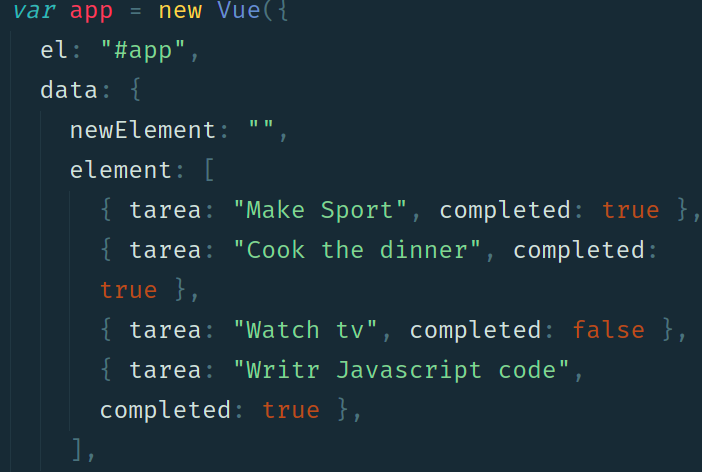 var app = new Vue({
el: "#app",
data: {
newElement: "",
element: [
{ tarea: "Make Sport", completed: true },
{ tarea: "Cook the dinner", completed:
true },
{ tarea: "Watch tv", completed: false },
{ tarea: "Writr Javascript code",
completed: true },
],